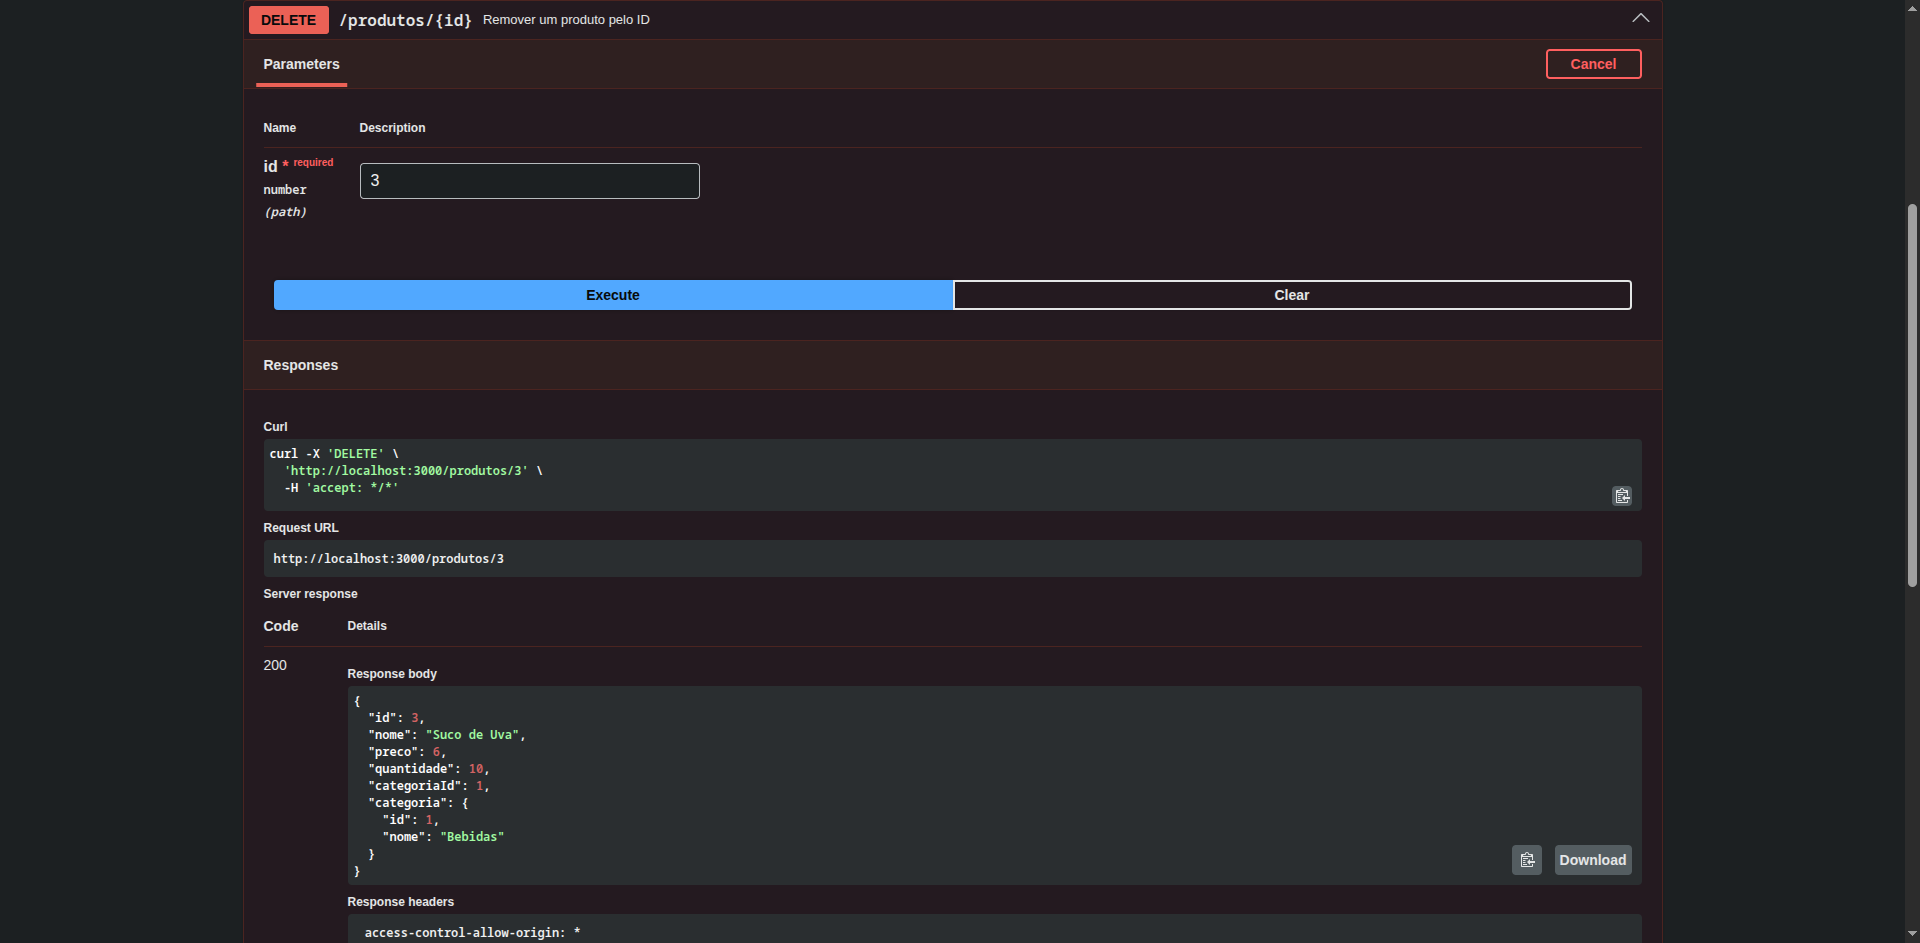 DELETE /produtos/{id} Remover um produto pelo ID
Parameters
Cancel
Name Description
id * required
number
(path)
3
Execute
Clear
Responses
Curl
curl -X 'DELETE' \
  'http://localhost:3000/produtos/3' \
  -H 'accept: */*'
Request URL
http://localhost:3000/produtos/3
Server response
Code Details
200
Response body
{
  "id": 3,
  "nome": "Suco de Uva",
  "preco": 6,
  "quantidade": 10,
  "categoriaId": 1,
  "categoria": {
    "id": 1,
    "nome": "Bebidas"
  }
}
Download
Response headers
access-control-allow-origin: *